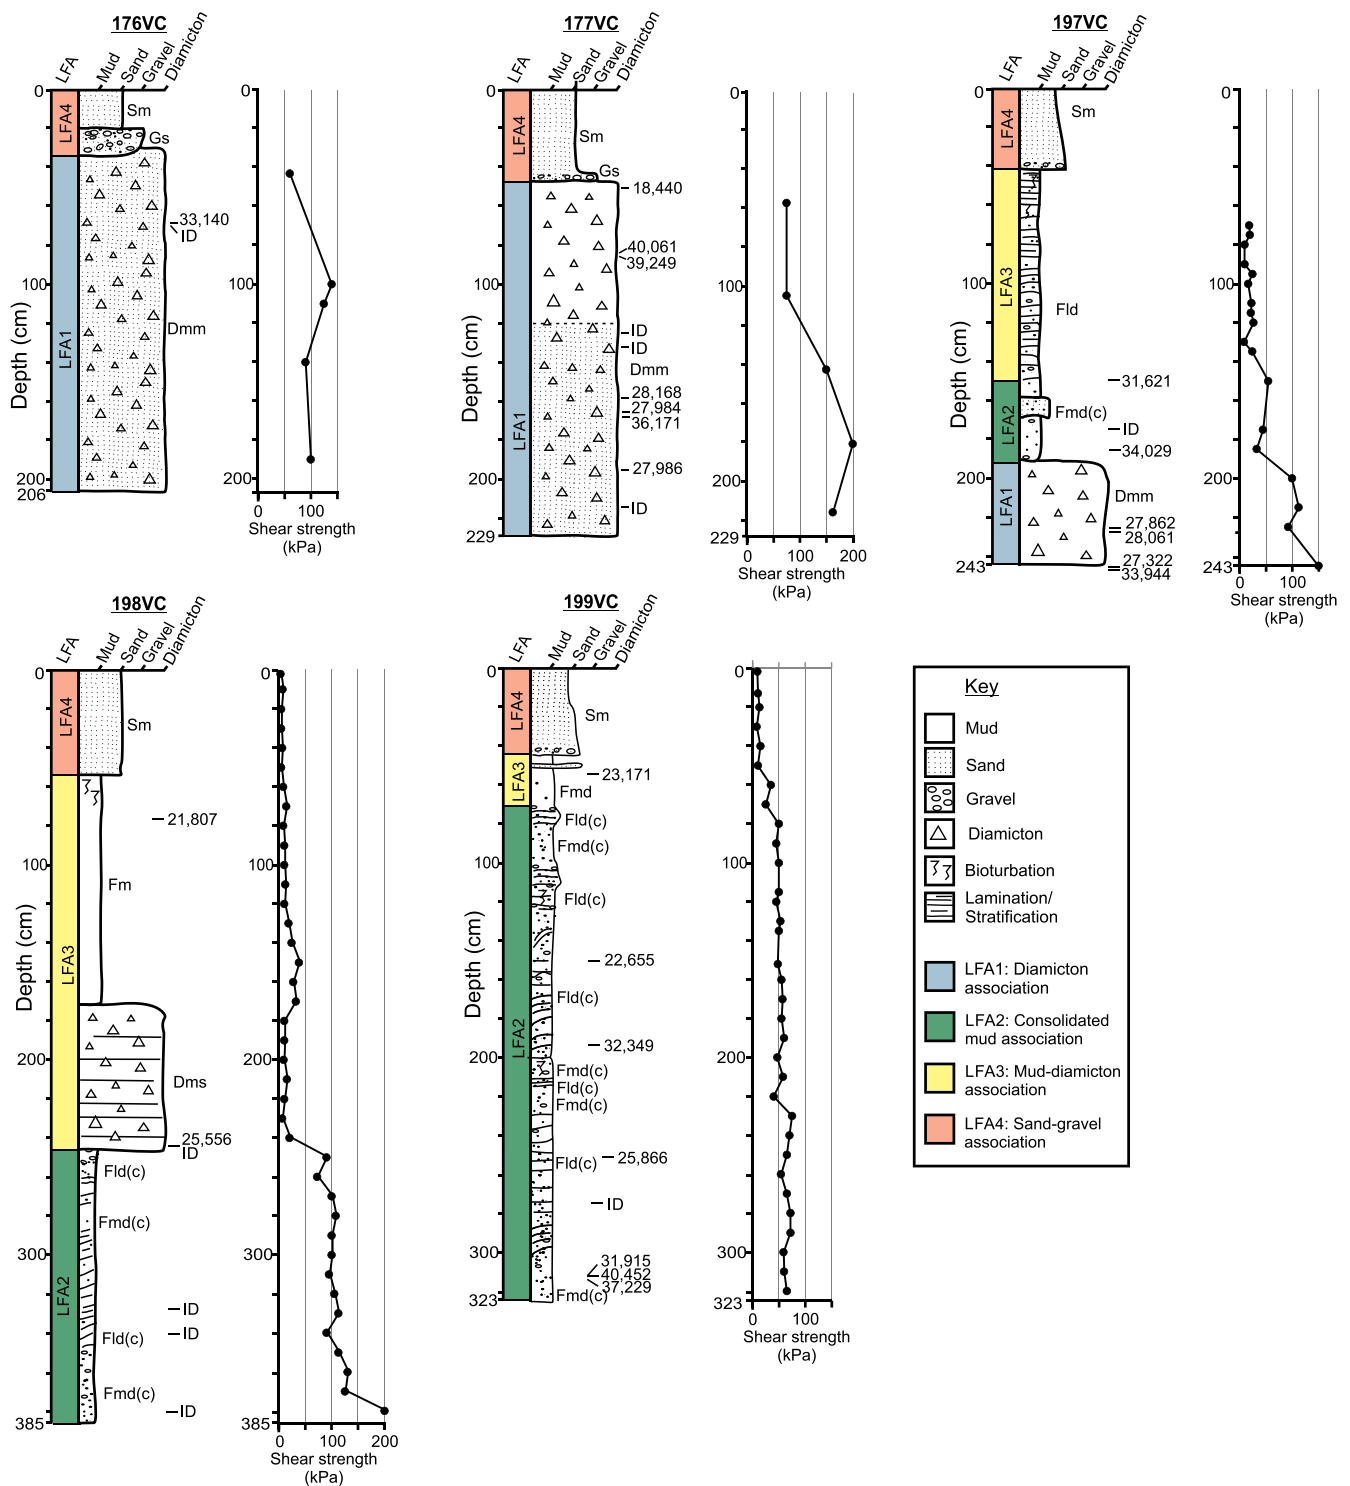 176VC
LFA
Mud
Sand
Gravel
Diamicton
0
100
200
206
Depth (cm)
LFA4
LFA1
Sm
Gs
33,140
ID
Dmm
0
100
200
0 100
Shear strength
(kPa)
177VC
LFA
Mud
Sand
Gravel
Diamicton
0
100
200
229
Depth (cm)
LFA4
LFA1
Sm
Gs
18,440
40,061
39,249
ID
ID
Dmm
28,168
27,984
36,171
27,986
ID
0
100
200
229
0 100 200
Shear strength
(kPa)
197VC
LFA
Mud
Sand
Gravel
Diamicton
0
100
200
243
Depth (cm)
LFA4
LFA3
LFA2
LFA1
Sm
Fld
31,621
Fmd(c)
ID
34,029
Dmm
27,862
28,061
27,322
33,944
0
100
200
243
0 100
Shear strength
(kPa)
198VC
LFA
Mud
Sand
Gravel
Diamicton
0
100
200
300
385
Depth (cm)
LFA4
LFA3
LFA2
Sm
21,807
Fm
Dms
25,556
ID
Fld(c)
Fmd(c)
ID
Fld(c)
ID
Fmd(c)
ID
0
100
200
300
385
0 100 200
Shear strength
(kPa)
199VC
LFA
Mud
Sand
Gravel
Diamicton
0
100
200
300
323
Depth (cm)
LFA4
LFA3
LFA2
Sm
23,171
Fmd
Fld(c)
Fmd(c)
Fld(c)
22,655
Fld(c)
32,349
Fmd(c)
Fld(c)
Fmd(c)
Fld(c)
25,866
ID
31,915
40,452
37,229
Fmd(c)
0
100
200
300
323
0 100
Shear strength
(kPa)
Key
Mud
Sand
Gravel
Diamicton
Bioturbation
Lamination/
Stratification
LFA1: Diamicton
association
LFA2: Consolidated
mud association
LFA3: Mud-diamicton
association
LFA4: Sand-gravel
association